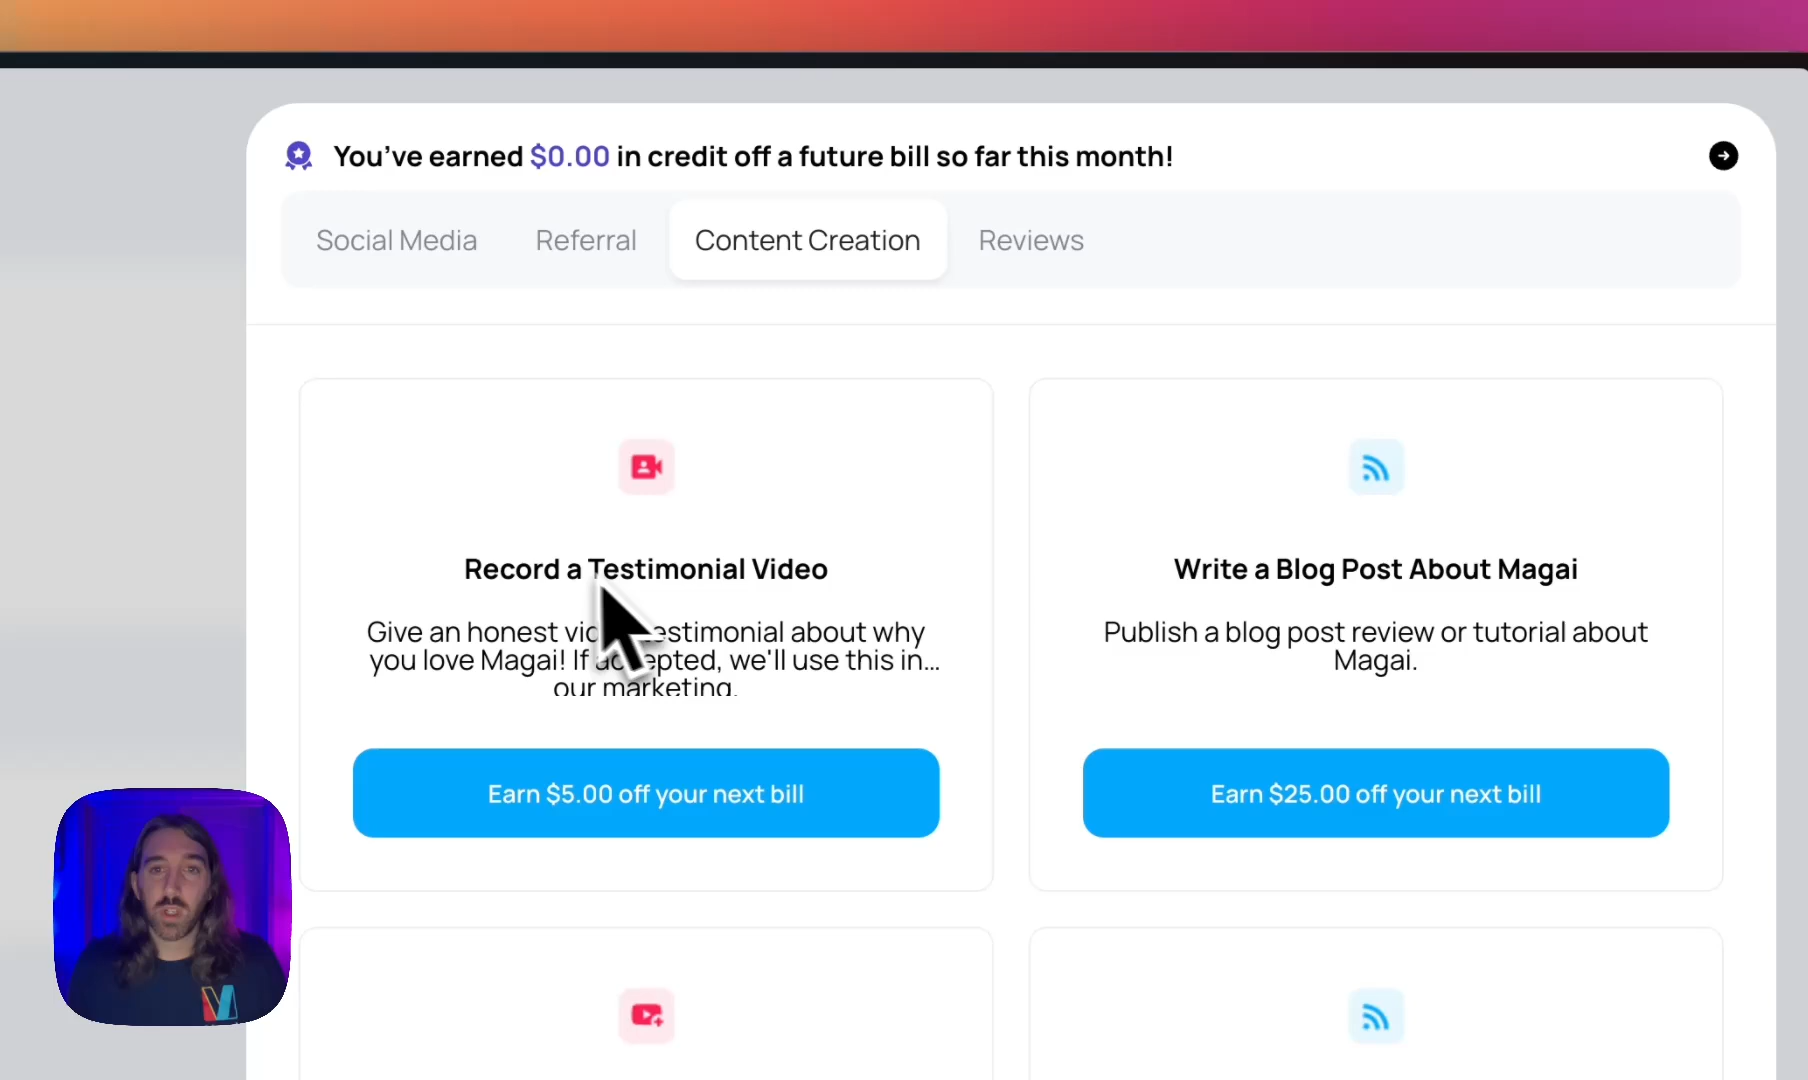 You've earned $0.00 in credit off a future bill so far this month!
Social Media
Referral
Content Creation
Reviews
Record a Testimonial Video
Give an honest video testimonial about why
you love Magai! If accepted, we'll use this in...
our marketing.
Earn $5.00 off your next bill
Write a Blog Post About Magai
Publish a blog post review or tutorial about
Magai.
Earn $25.00 off your next bill